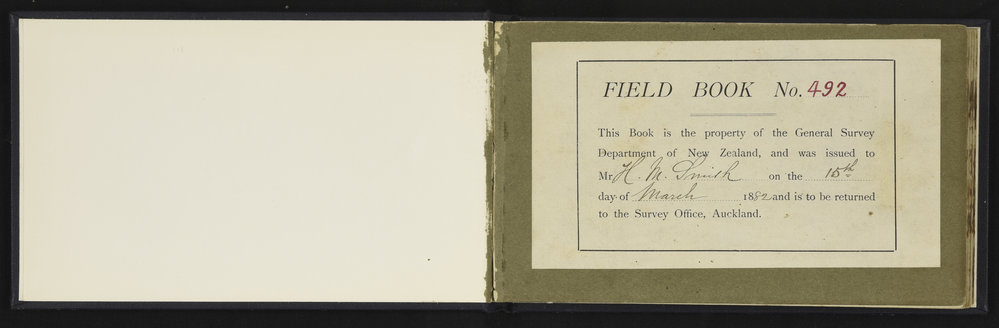 FIELD BOOK No. 492
This Book is the property of the General Survey
Department of New Zealand, and was issued to
Mr. H. M. Smith on the 15th
day of March 1882 and is to be returned
to the Survey Office, Auckland.